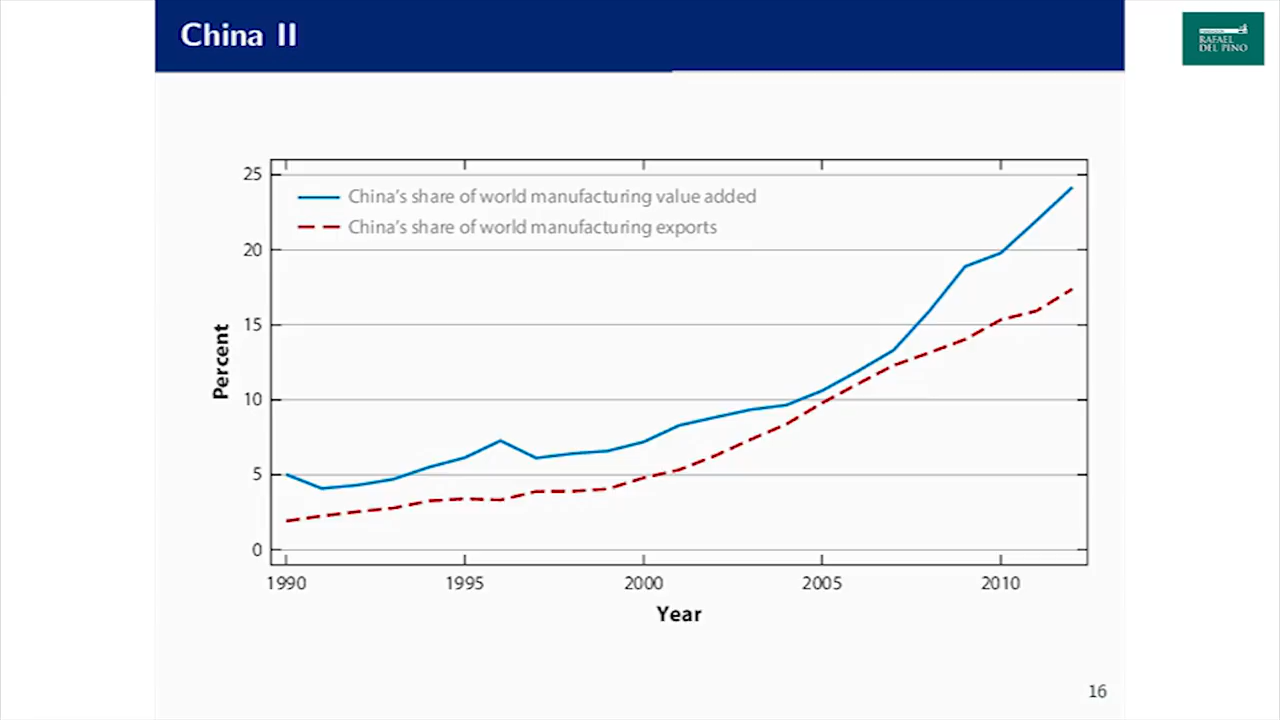 China II
FUNDACIÓN
RAFAEL
DEL PINO
25
China's share of world manufacturing value added
China's share of world manufacturing exports
20
15
10
5
0
Percent
1990 1995 2000 2005 2010
Year
16